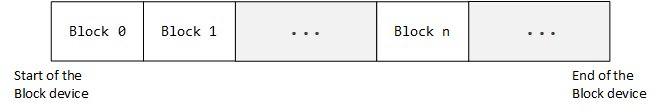 Block 0 Block 1 ... Block n ...
Start of the
Block device
End of the
Block device